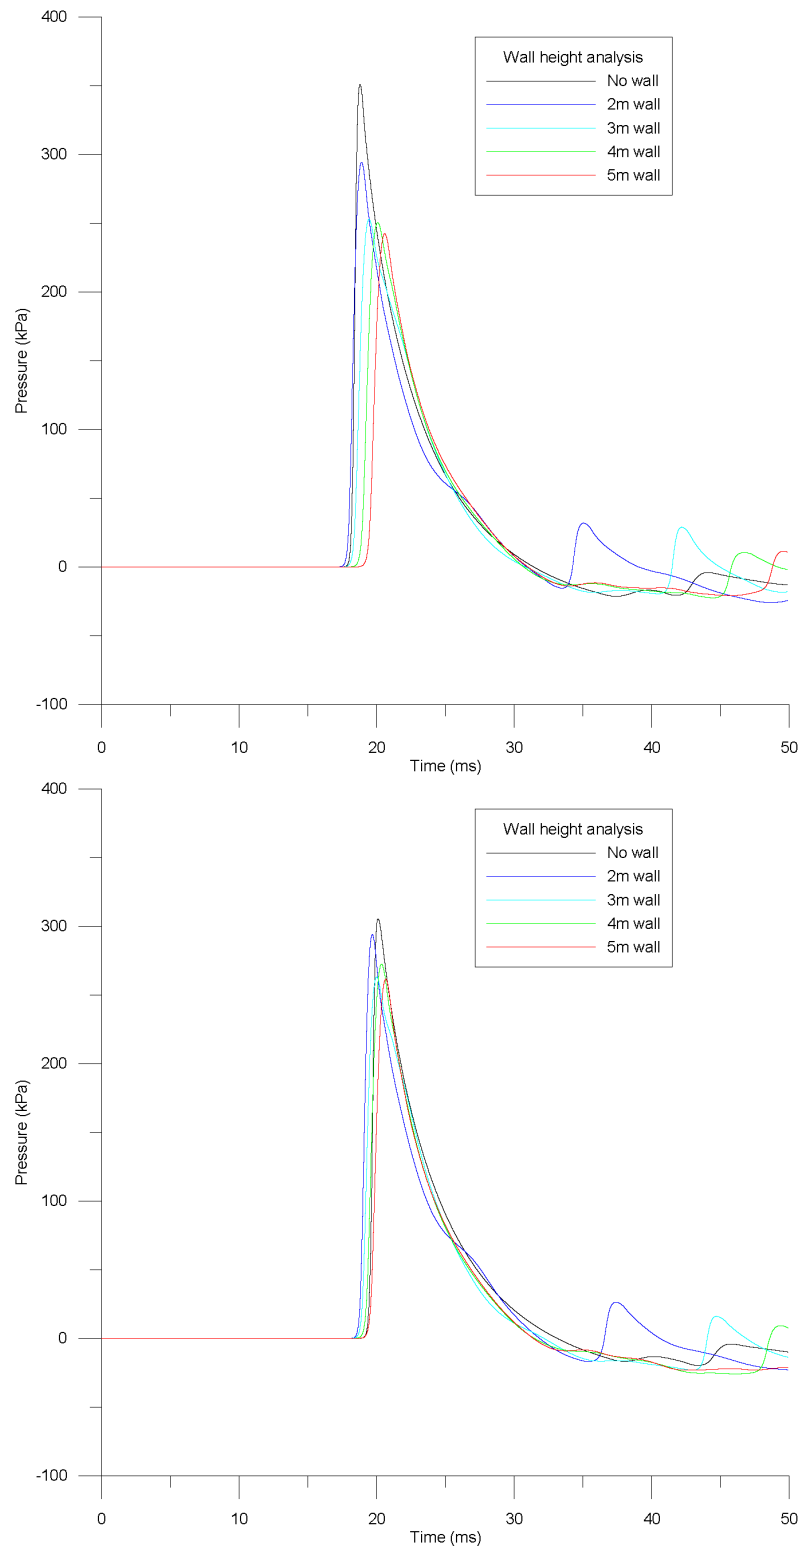 400
Wall height analysis
No wall
2m wall
3m wall
4m wall
5m wall
300
200
100
0
-100
Pressure (kPa)
0 10 20 30 40 50
Time (ms)
400
Wall height analysis
No wall
2m wall
3m wall
4m wall
5m wall
300
200
100
0
-100
Pressure (kPa)
0 10 20 30 40 50
Time (ms)